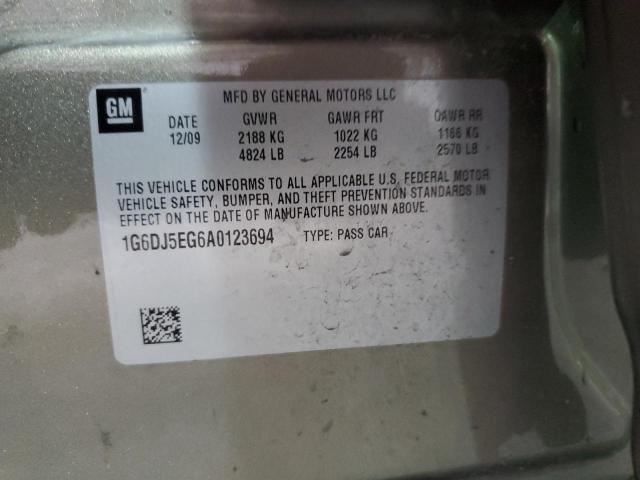 GM
MFD BY GENERAL MOTORS LLC
DATE GVWR GAWR FRT GAWR RR
12/09 2188 KG 1022 KG 1166 KG
4824 LB 2254 LB 2570 LB
THIS VEHICLE CONFORMS TO ALL APPLICABLE U.S. FEDERAL MOTOR
VEHICLE SAFETY, BUMPER, AND THEFT PREVENTION STANDARDS IN
EFFECT ON THE DATE OF MANUFACTURE SHOWN ABOVE.
1G6DJ5EG6A0123694 TYPE: PASS CAR